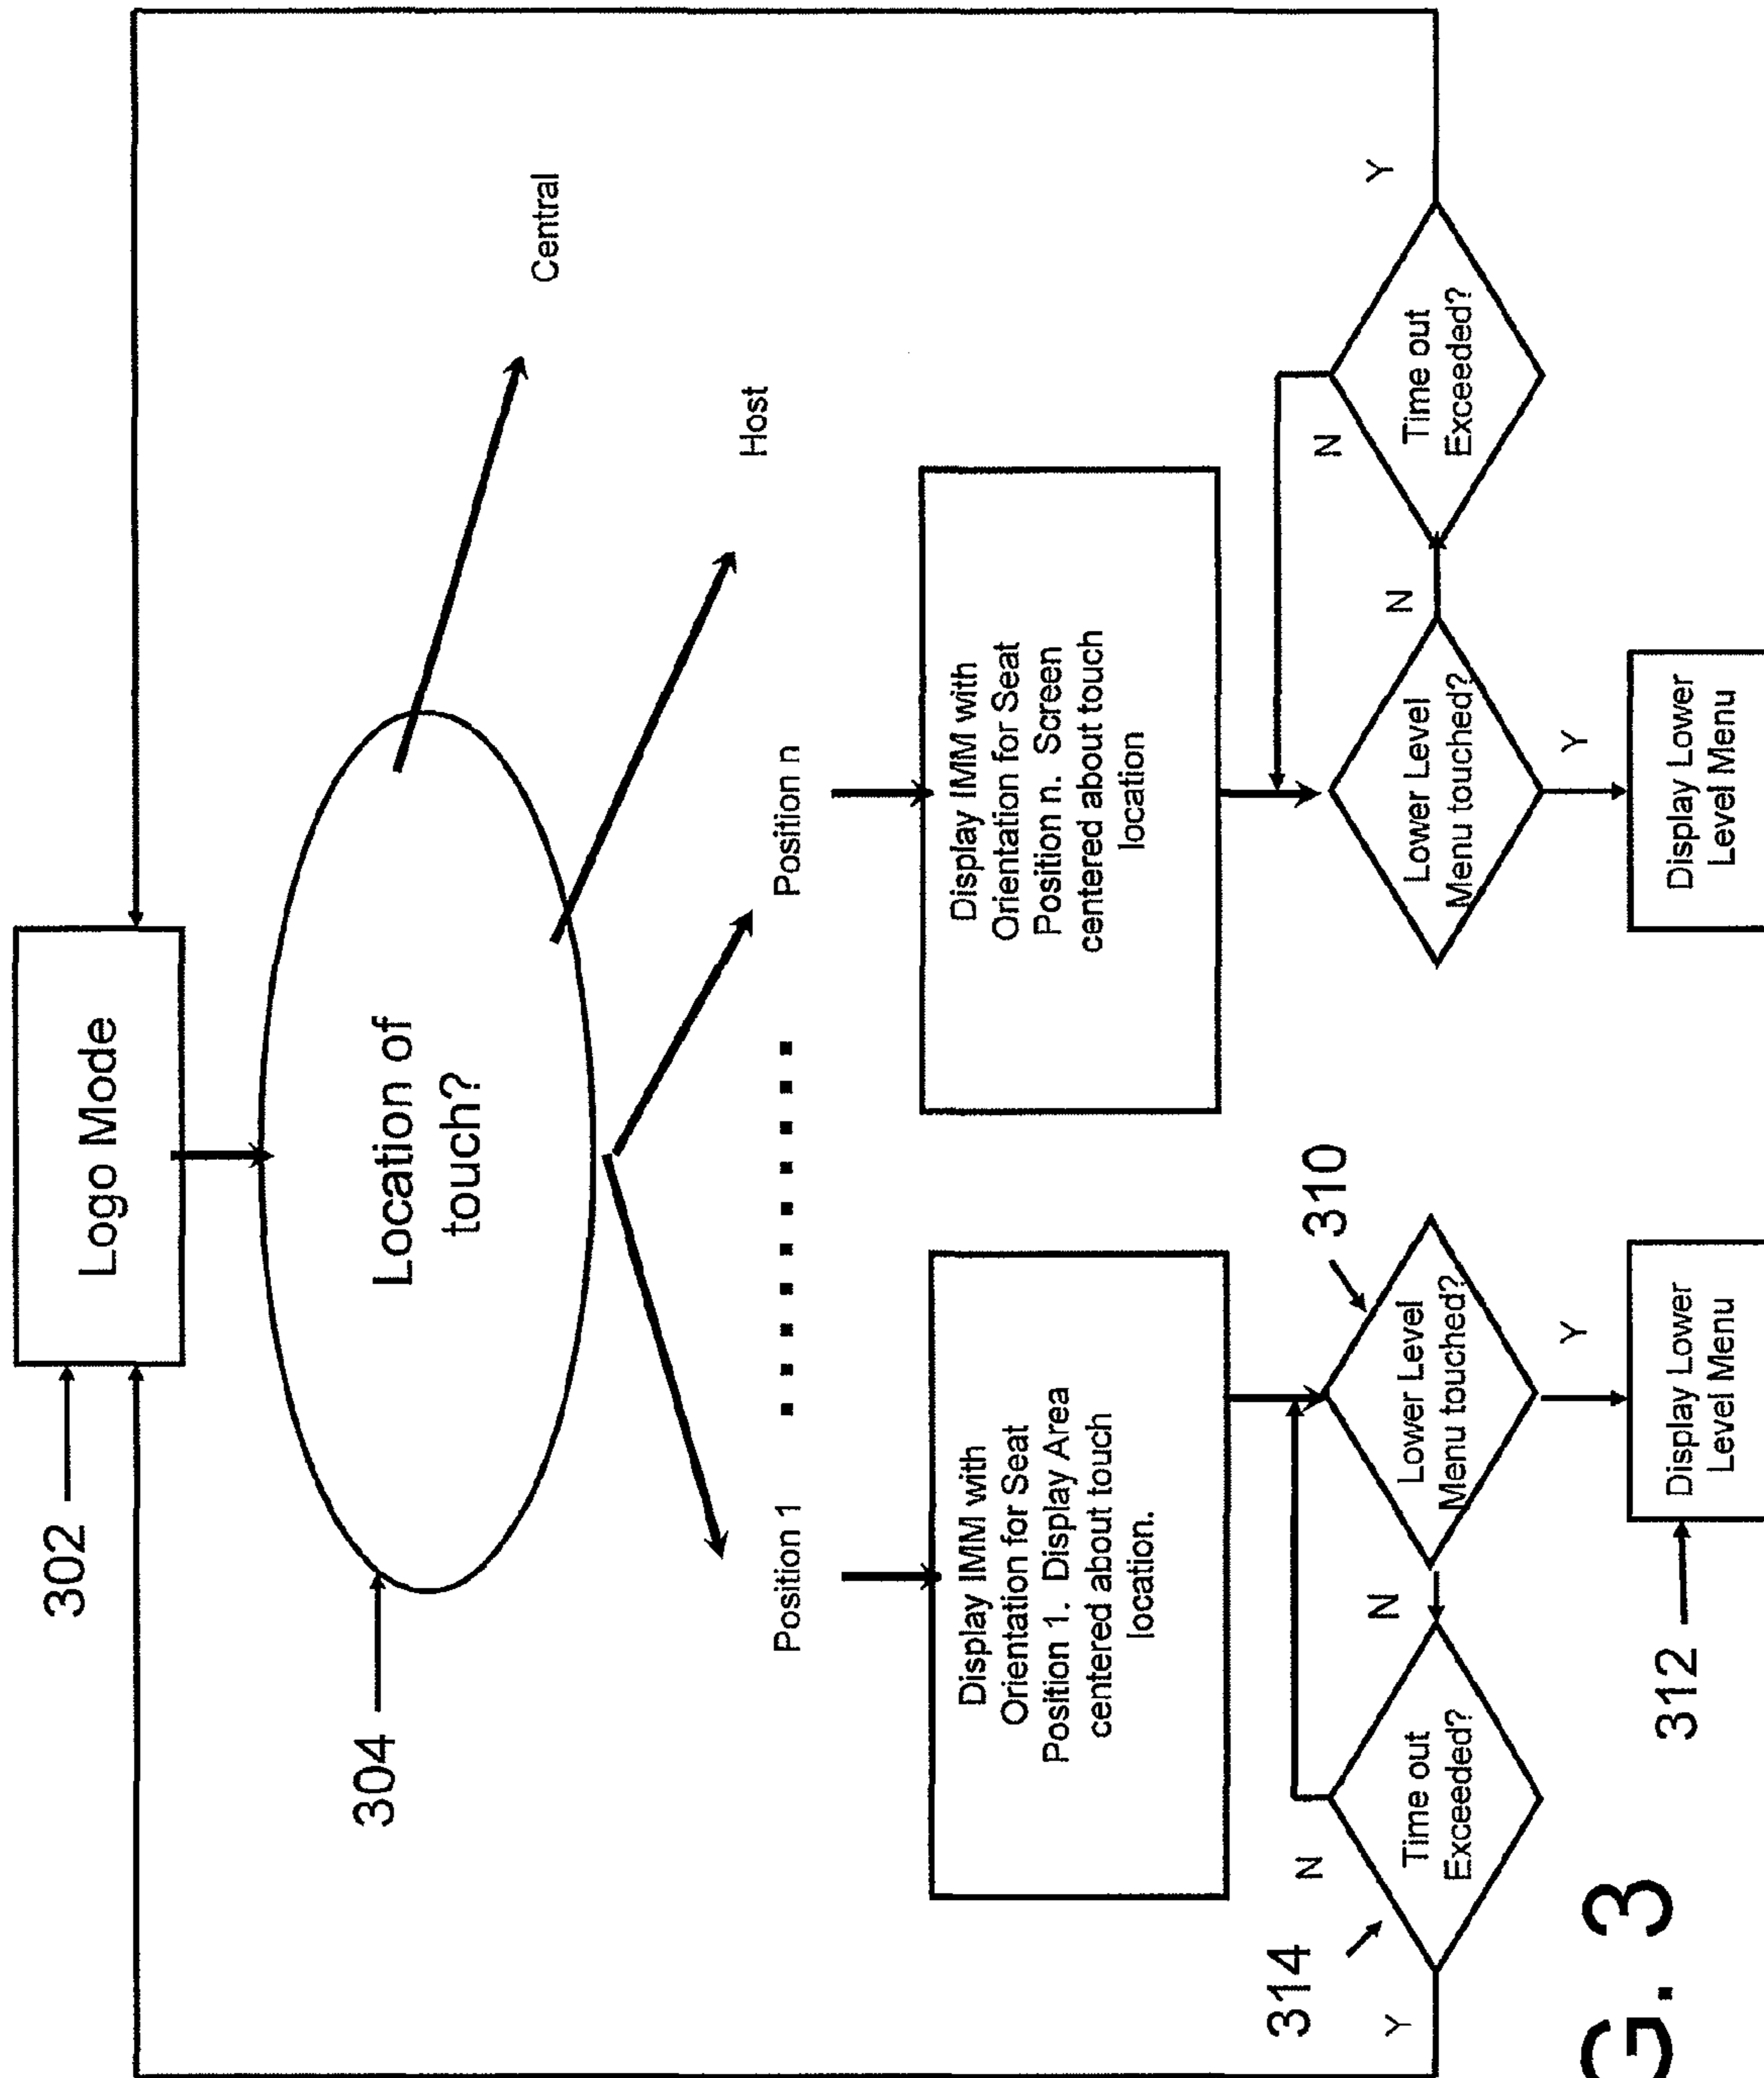 302
Logo Mode
304
Location of
touch?
Central
Host
Position 1
Position n
Display IMM with
Orientation for Seat
Position 1. Display Area
centered about touch
location.
Display IMM with
Orientation for Seat
Position n. Screen
centered about touch
location
314
Y
N
Time out
Exceeded?
N
310
Lower Level
Menu touched?
Y
312
Display Lower
Level Menu
Lower Level
Menu touched?
N
Y
Display Lower
Level Menu
N
Time out
Exceeded?
Y
G. 3